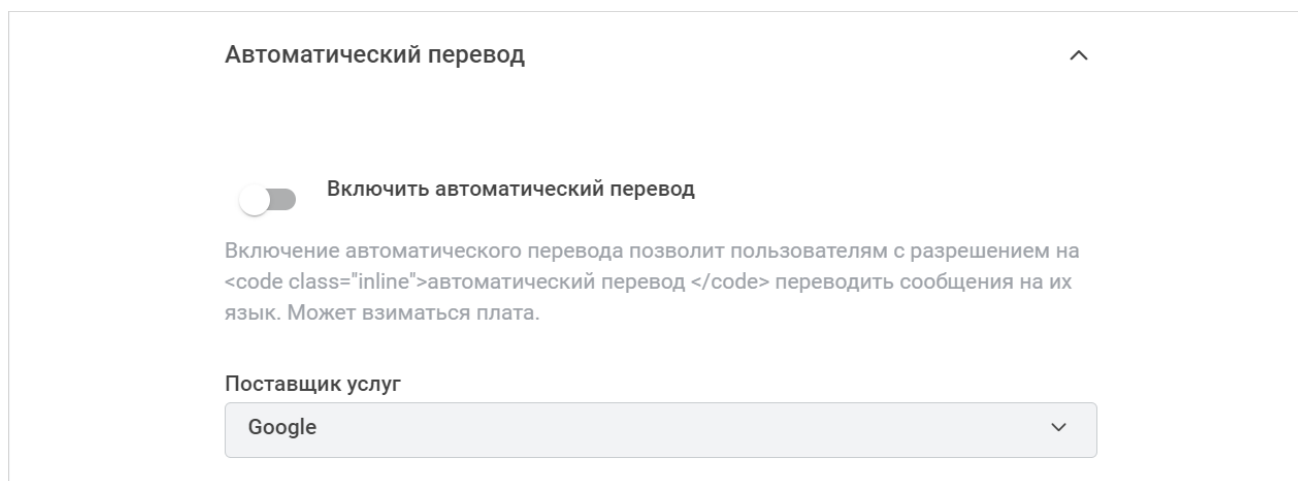 Автоматический перевод
Включить автоматический перевод
Включение автоматического перевода позволит пользователям с разрешением на
<code class="inline">автоматический перевод </code> переводить сообщения на их
язык. Может взиматься плата.
Поставщик услуг
Google